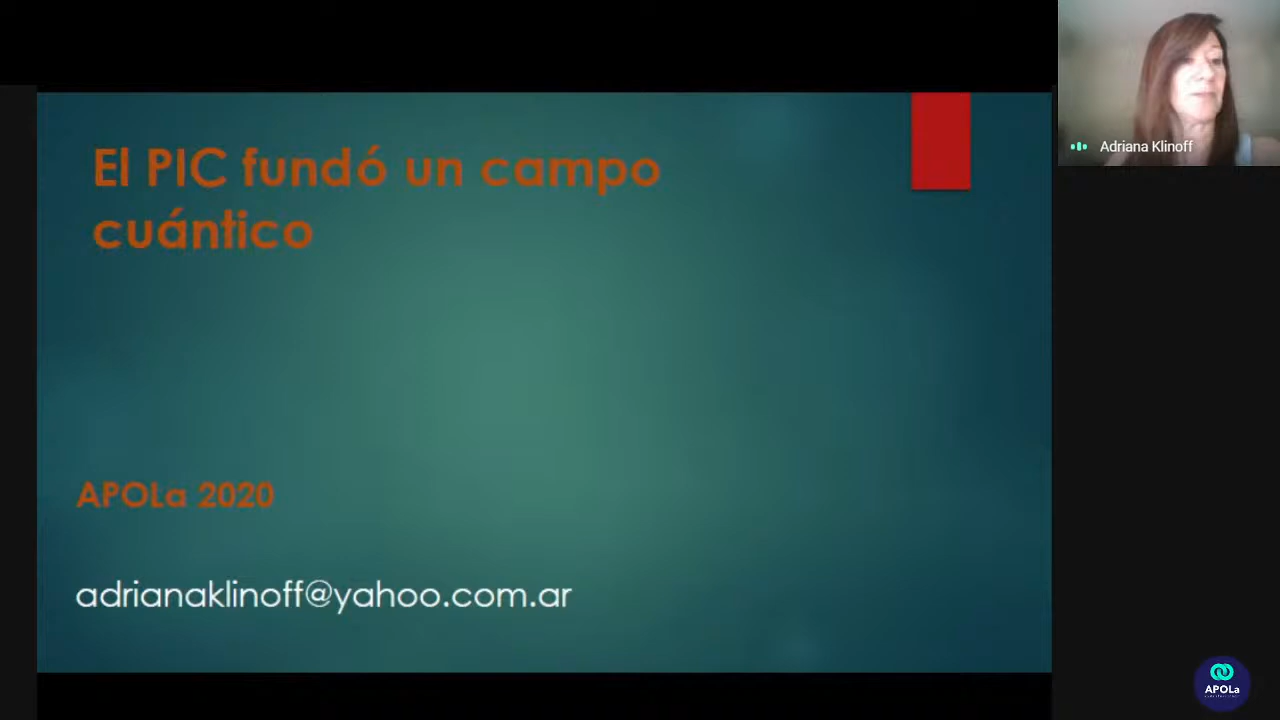 El PIC fundó un campo
cuántico
APOLa 2020
adrianaklinoff@yahoo.com.ar
Adriana Klinoff
APOLa